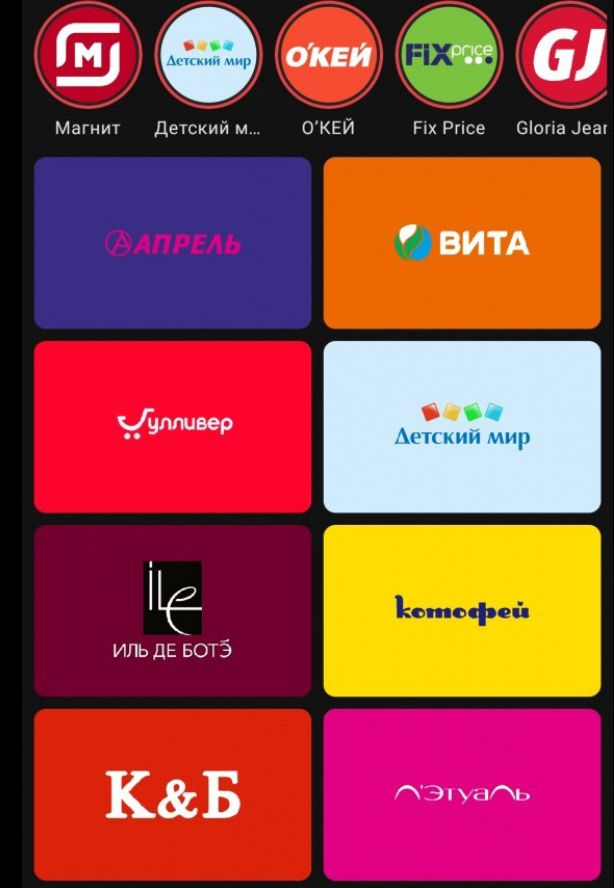 М
Детский мир
О'КЕЙ
FiX price
GJ
Магнит
Детский м...
О'КЕЙ
Fix Price
Gloria Jear
АПРЕЛЬ
ВИТА
Гулливер
Детский мир
ilе
ИЛЬ ДЕ БОТЭ
котофей
К&Б
Л'Этуаль